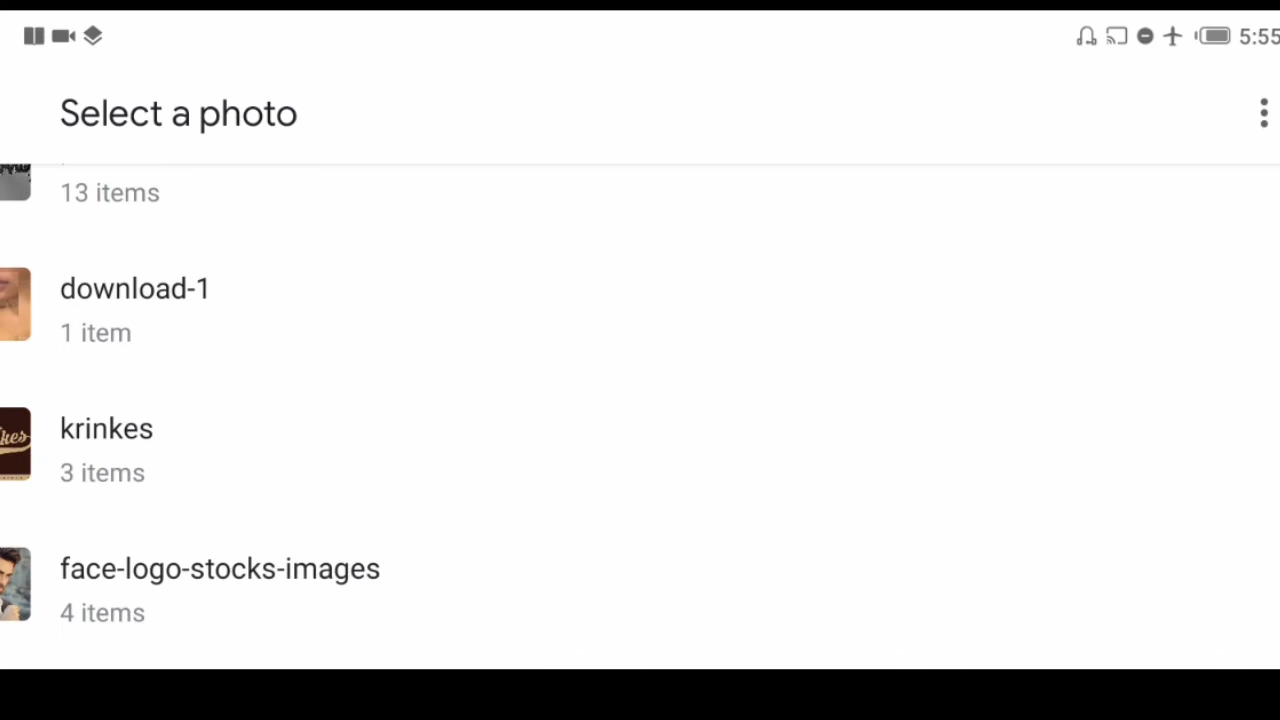 5:55
Select a photo
13 items
download-1
1 item
krinkes
3 items
face-logo-stocks-images
4 items